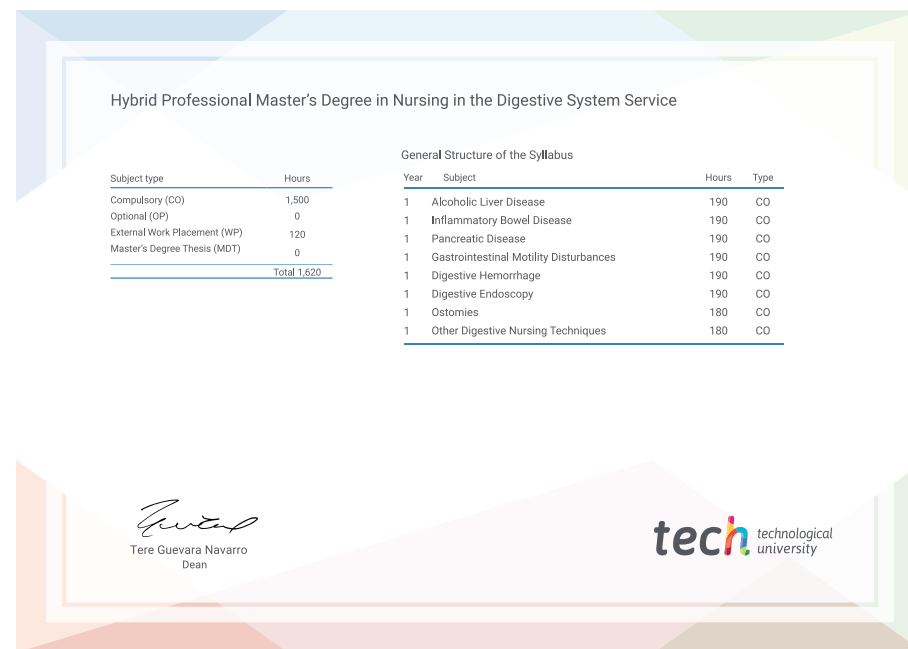 Hybrid Professional Master's Degree in Nursing in the Digestive System Service
Subject type Hours
Compulsory (CO) 1,500
Optional (OP) 0
External Work Placement (WP) 120
Master's Degree Thesis (MDT) 0
Total 1,620
General Structure of the Syllabus
Year Subject Hours Type
1 Alcoholic Liver Disease 190 CO
1 Inflammatory Bowel Disease 190 CO
1 Pancreatic Disease 190 CO
1 Gastrointestinal Motility Disturbances 190 CO
1 Digestive Hemorrhage 190 CO
1 Digestive Endoscopy 190 CO
1 Ostomies 180 CO
1 Other Digestive Nursing Techniques 180 CO
Tere Guevara Navarro
Dean
tech technological
university